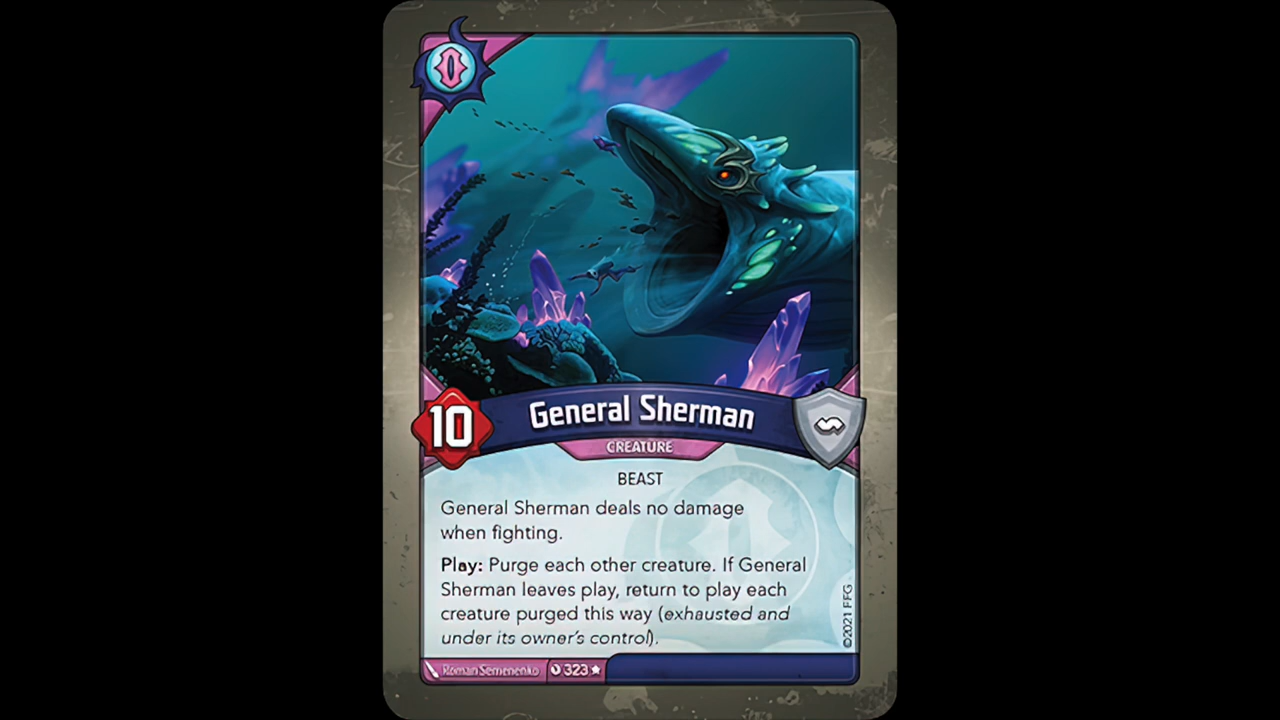 General Sherman
10
CREATURE
BEAST
General Sherman deals no damage
when fighting.
Play: Purge each other creature. If General
Sherman leaves play, return to play each
creature purged this way (exhausted and
under its owner's control).
©2021 FFG
Roman Semenenko
323